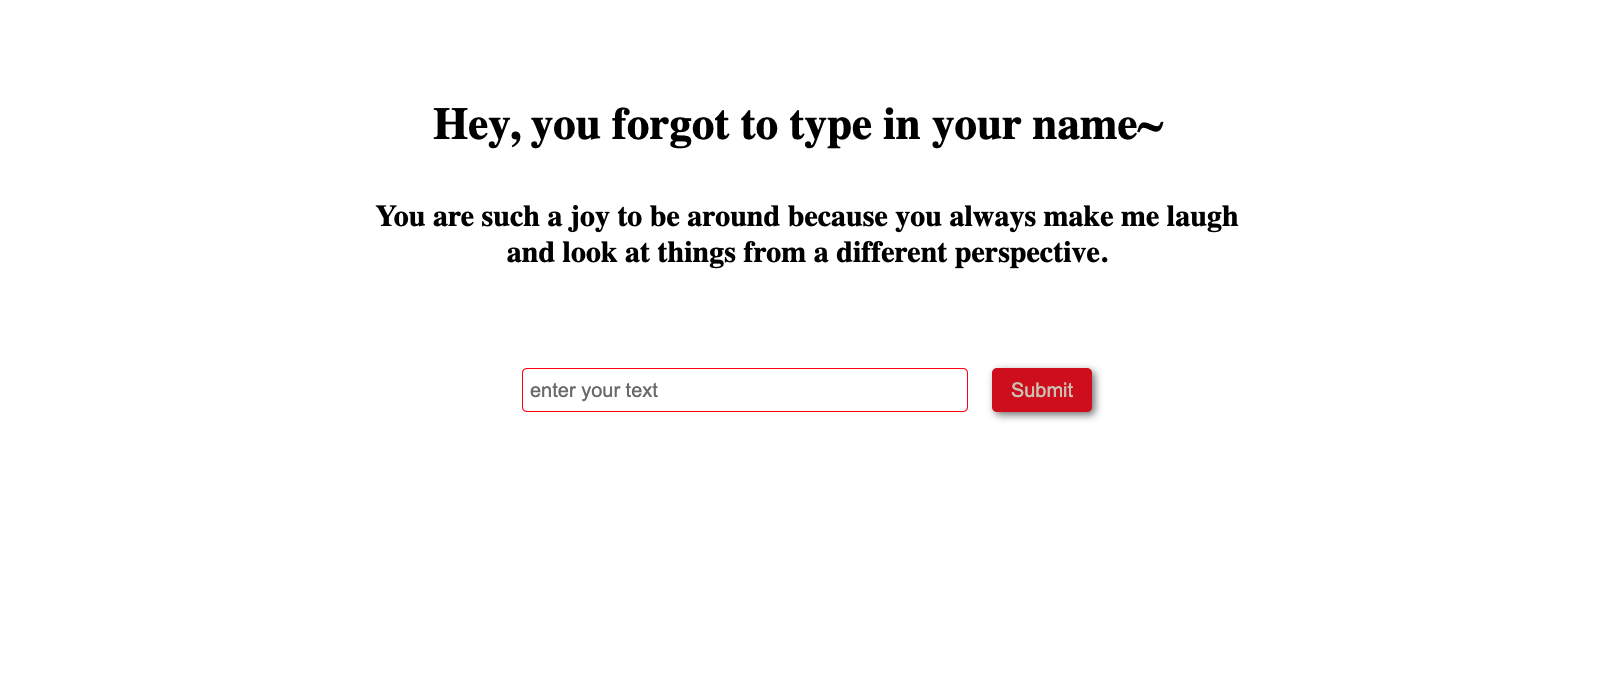 Hey, you forgot to type in your name~
You are such a joy to be around because you always make me laugh
and look at things from a different perspective.
enter your text
Submit